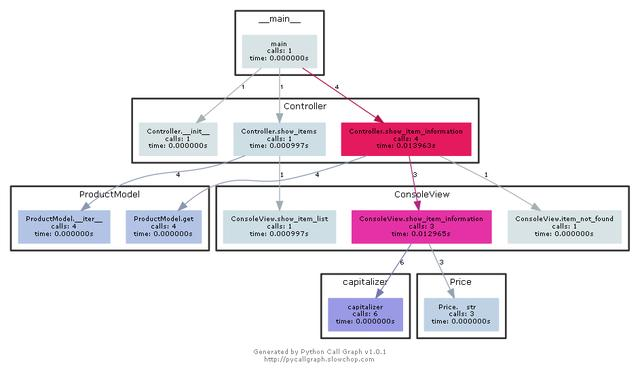 __main__
main
calls: 1
time: 0.000000s
1
1
4
Controller
Controller.__init__
calls: 1
time: 0.000000s
Controller.show_items
calls: 1
time: 0.000997s
Controller.show_item_information
calls: 4
time: 0.013963s
4
1
4
3
1
ProductModel
ProductModel.__iter__
calls: 4
time: 0.000000s
ProductModel.get
calls: 4
time: 0.000000s
ConsoleView
ConsoleView.show_item_list
calls: 1
time: 0.000997s
ConsoleView.show_item_information
calls: 3
time: 0.012965s
ConsoleView.item_not_found
calls: 1
time: 0.000000s
6
3
capitalizer
capitalizer
calls: 6
time: 0.000000s
Price
Price.__str__
calls: 3
time: 0.000000s
Generated by Python Call Graph v1.0.1
http://pycallgraph.slowchop.com